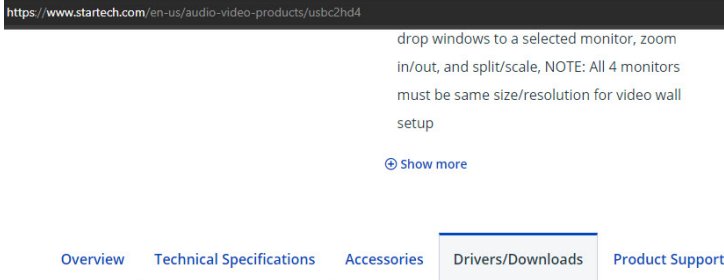 https://www.startech.com/en-us/audio-video-products/usbc2hd4
drop windows to a selected monitor, zoom
in/out, and split/scale, NOTE: All 4 monitors
must be same size/resolution for video wall
setup
Show more
Overview Technical Specifications Accessories Drivers/Downloads Product Support